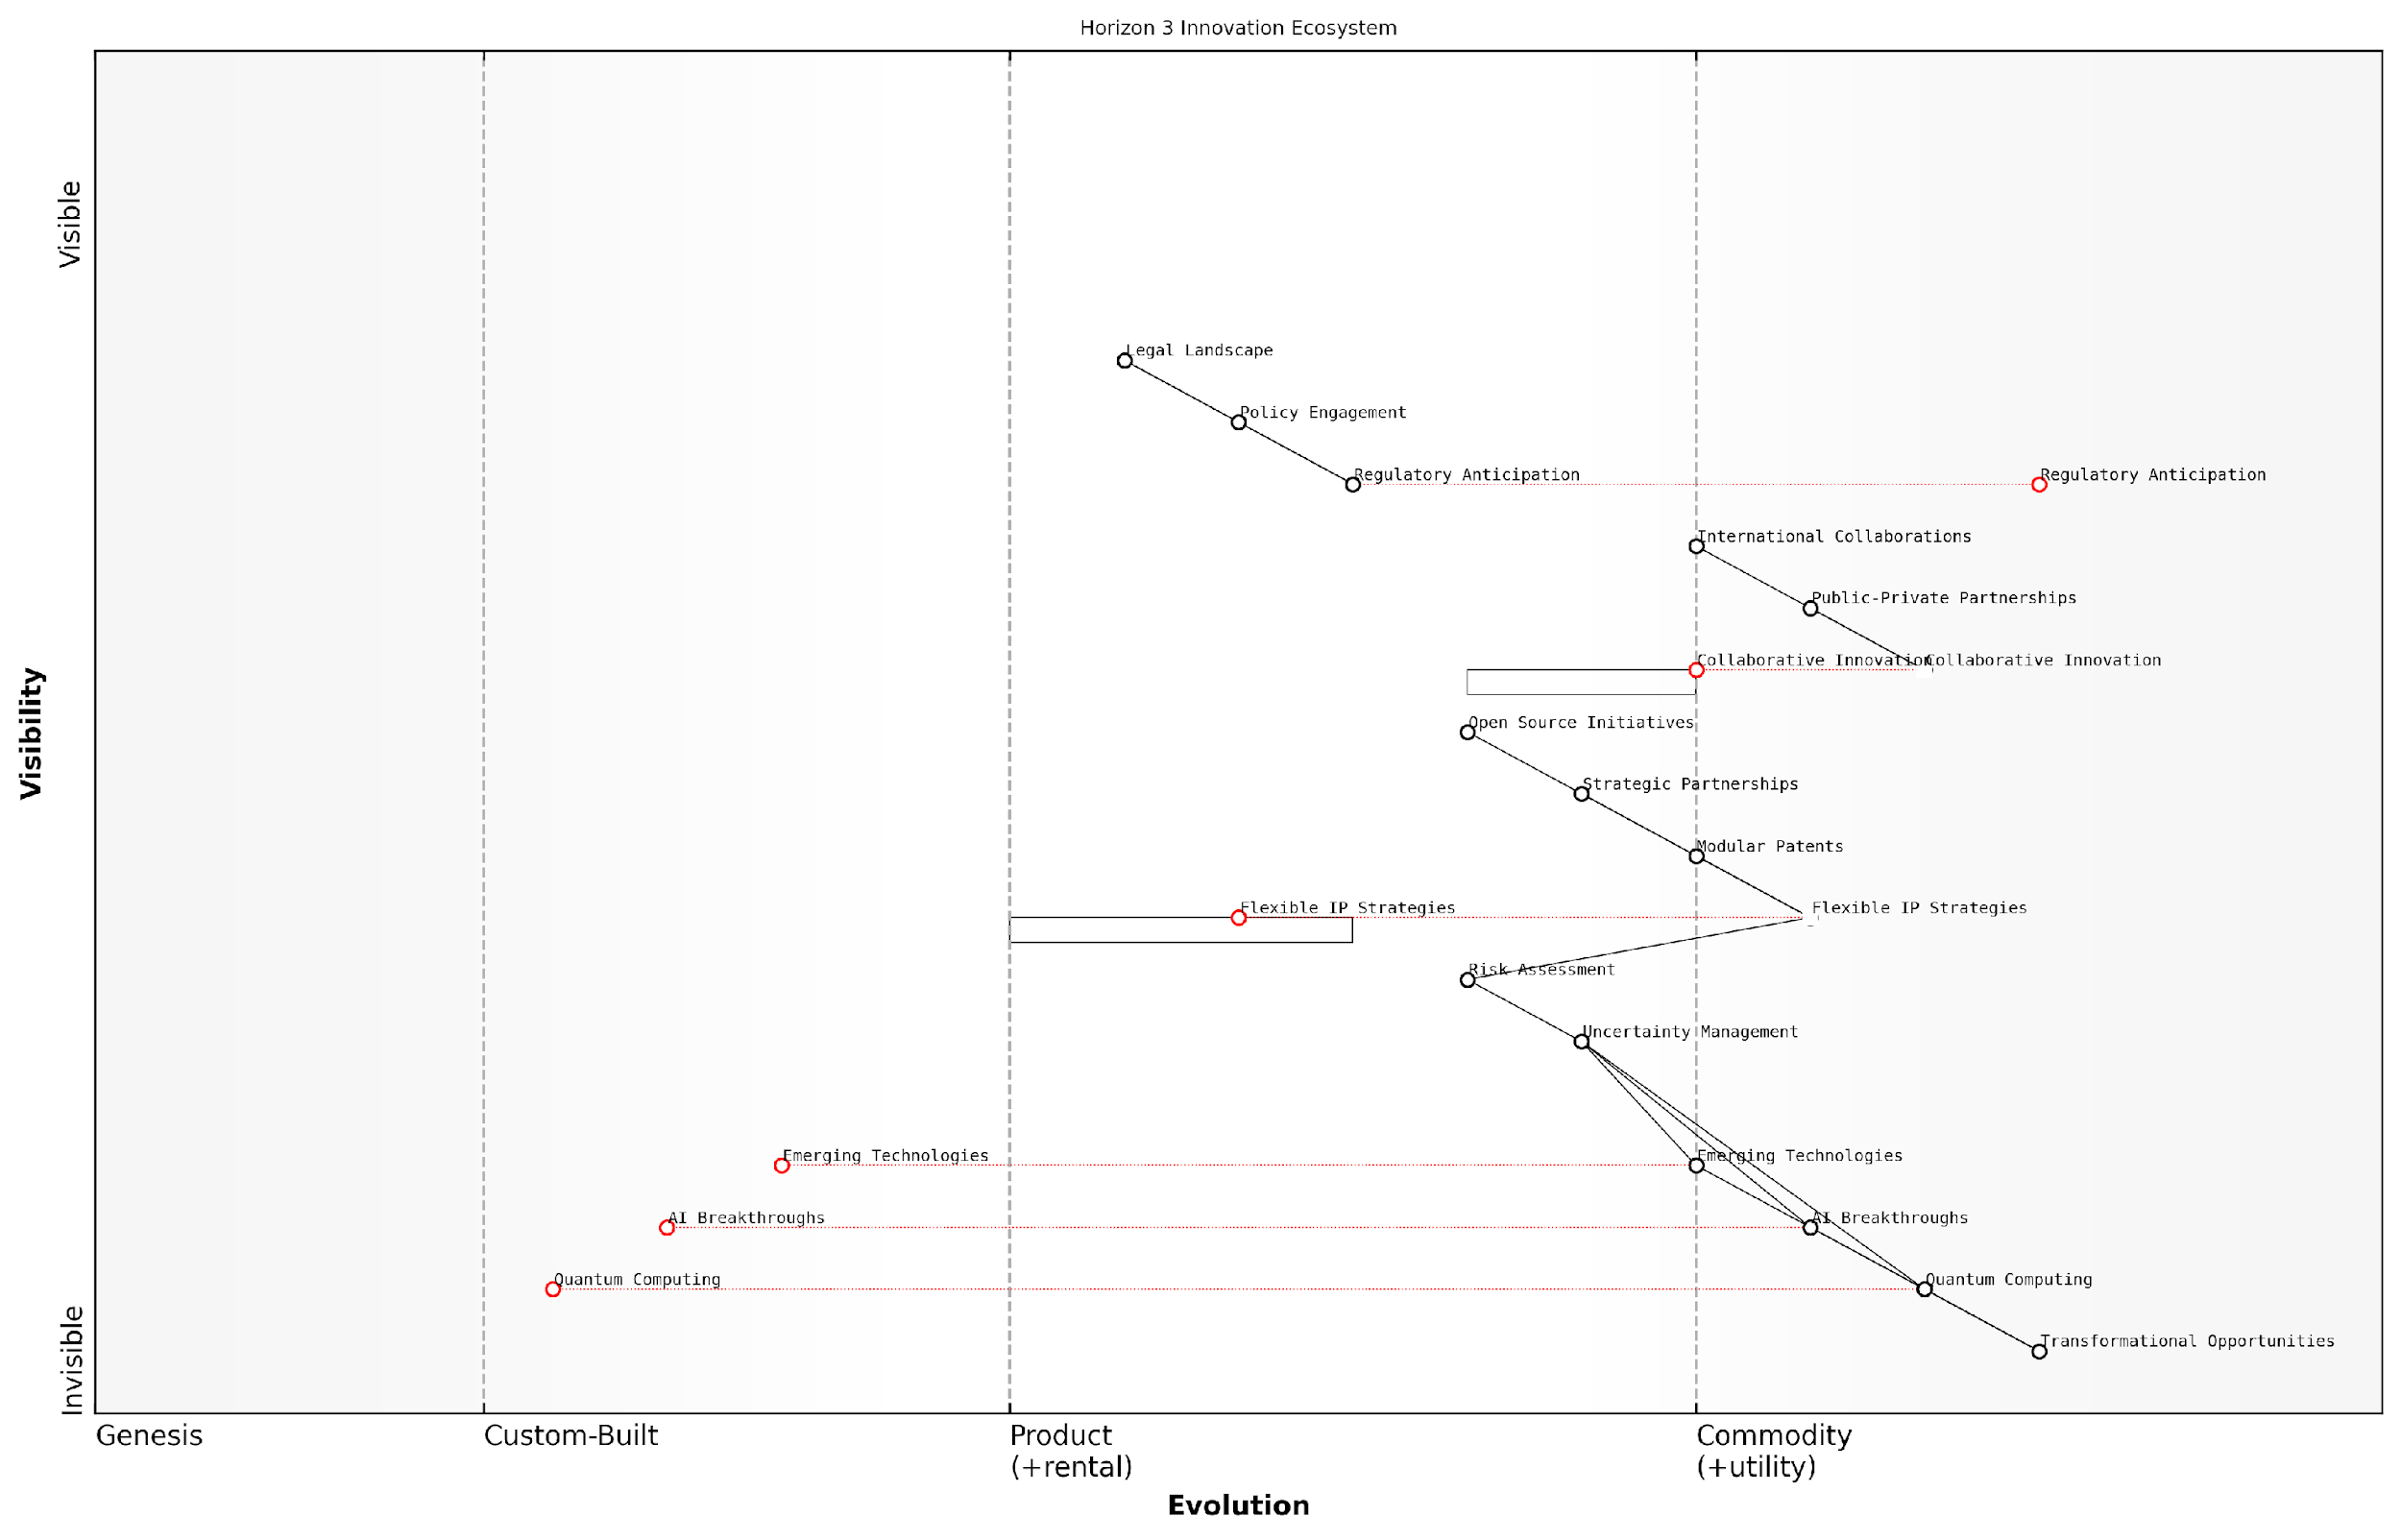 Horizon 3 Innovation Ecosystem
Visible
Legal Landscape
Policy Engagement
Regulatory Anticipation
Regulatory Anticipation
International Collaborations
Public-Private Partnerships
Collaborative Innovation
Collaborative Innovation
Visibility
Open Source Initiatives
Strategic Partnerships
Modular Patents
Flexible IP Strategies
Flexible IP Strategies
Risk Assessment
Uncertainty Management
Emerging Technologies
Emerging Technologies
AI Breakthroughs
AI Breakthroughs
Quantum Computing
Quantum Computing
Transformational Opportunities
Invisible
Genesis
Custom-Built
Product
(+rental)
Commodity
(+utility)
Evolution